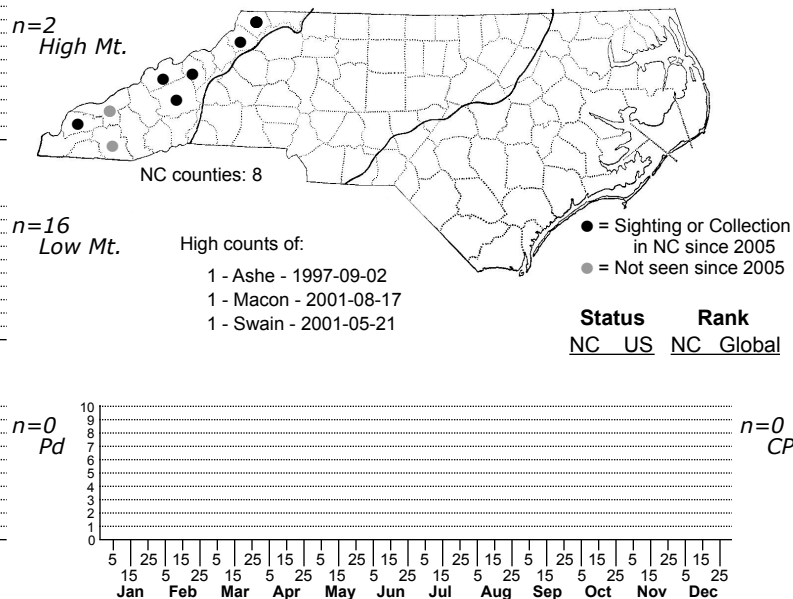 n=2
High Mt.
NC counties: 8
n=16
Low Mt.
High counts of:
1 - Ashe - 1997-09-02
1 - Macon - 2001-08-17
1 - Swain - 2001-05-21
= Sighting or Collection
in NC since 2005
= Not seen since 2005
Status Rank
NC US NC Global
n=0
Pd
n=0
CP
10
9
8
7
6
5
4
3
2
1
0
5 25 15 5 25 15 5 25 15 5 25 15 5 25 15 5 25 15
15 5 25 15 5 25 15 5 25 15 5 25 15 5 25 15 5 25
Jan Feb Mar Apr May Jun Jul Aug Sep Oct Nov Dec